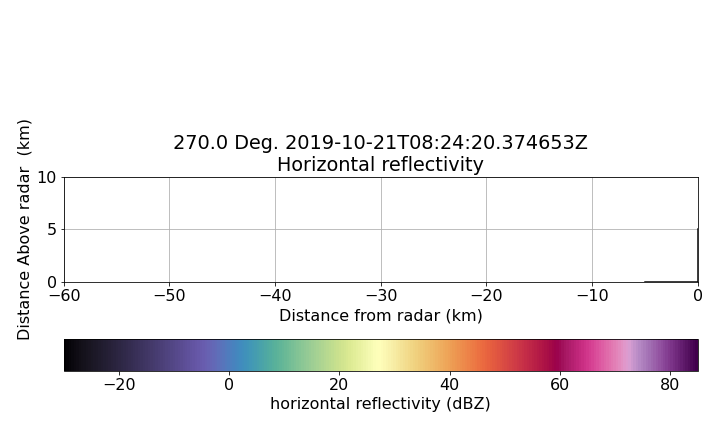 270.0 Deg. 2019-10-21T08:24:20.374653Z
Horizontal reflectivity
Distance Above radar  (km)
10
5
0
−60 −50 −40 −30 −20 −10 0
Distance from radar (km)
−20 0 20 40 60 80
horizontal reflectivity (dBZ)